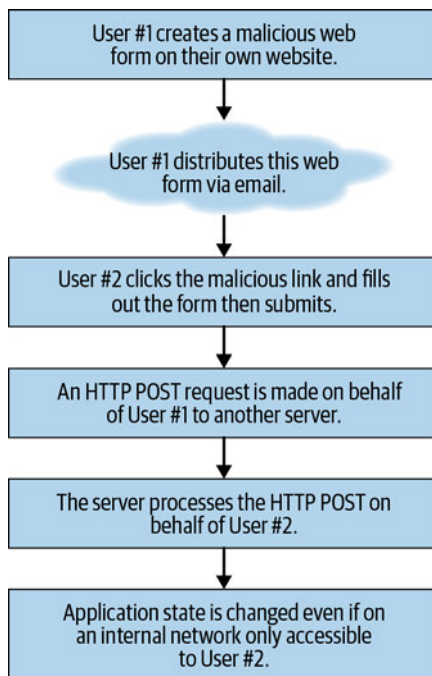 User #1 creates a malicious web
form on their own website.
User #1 distributes this web
form via email.
User #2 clicks the malicious link and fills
out the form then submits.
An HTTP POST request is made on behalf
of User #1 to another server.
The server processes the HTTP POST on
behalf of User #2.
Application state is changed even if on
an internal network only accessible
to User #2.